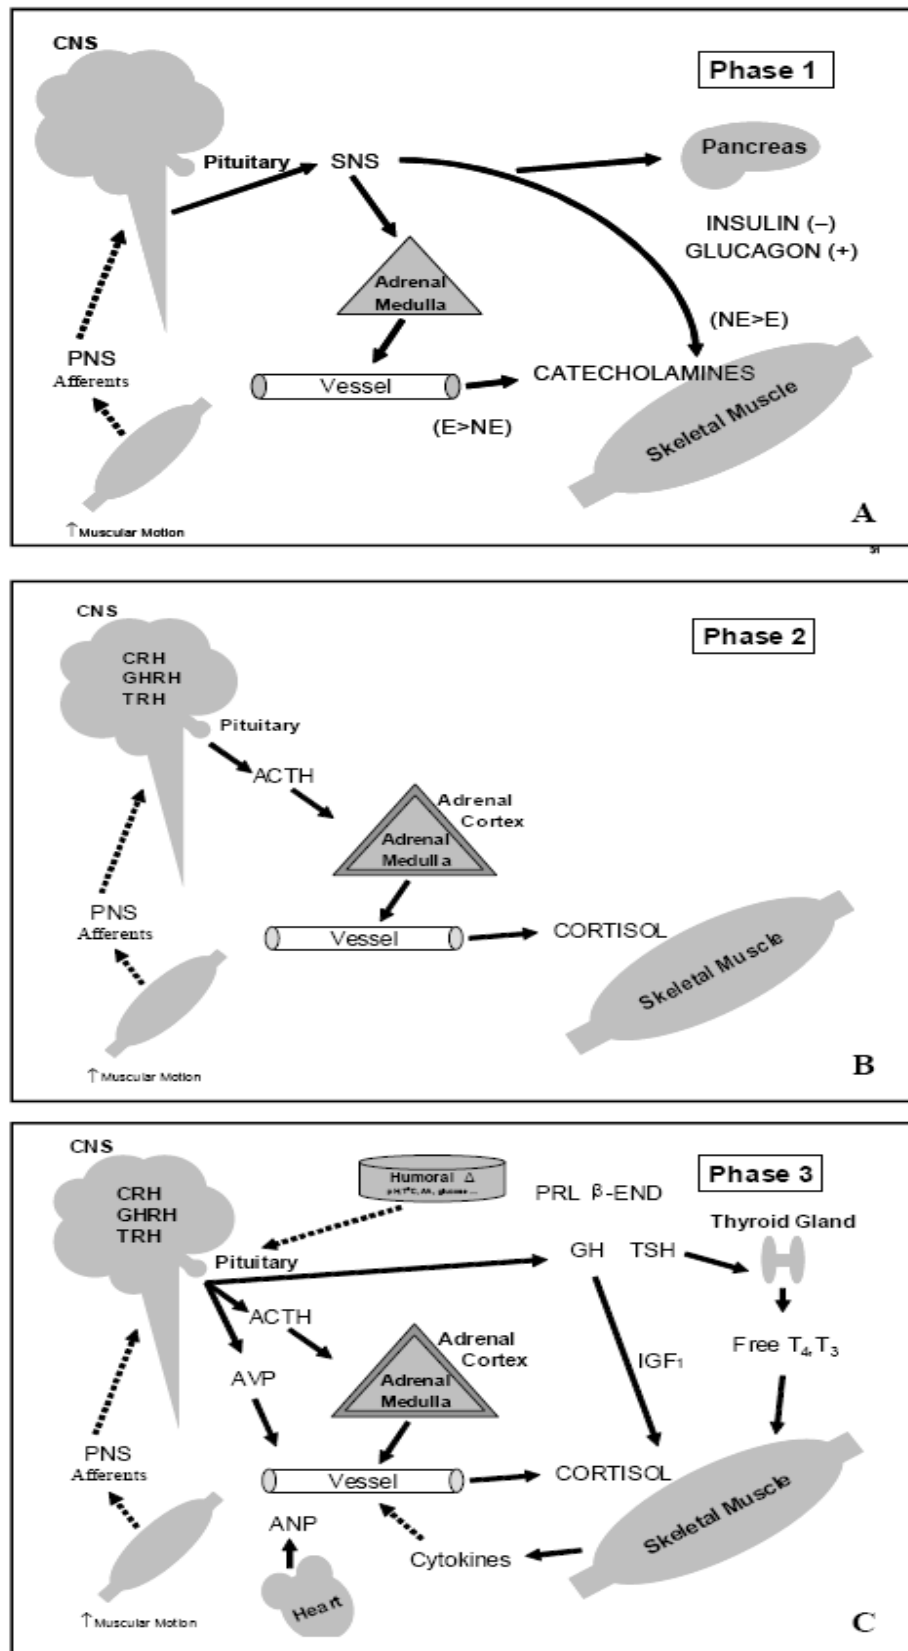 CNS
Phase 1
Pituitary
SNS
Pancreas
INSULIN (–)
GLUCAGON (+)
Adrenal
Medulla
(NE>E)
PNS
Afferents
Vessel
CATECHOLAMINES
(E>NE)
Skeletal Muscle
↑Muscular Motion
A
CNS
Phase 2
CRH
GHRH
TRH
Pituitary
ACTH
Adrenal
Cortex
Adrenal
Medulla
PNS
Afferents
Vessel
CORTISOL
Skeletal Muscle
↑Muscular Motion
B
CNS
Phase 3
Humoral Δ
glucose ...
PRL β-END
CRH
GHRH
TRH
Thyroid Gland
Pituitary
GH TSH
ACTH
Adrenal
Cortex
Free T4,T3
IGF1
AVP
Adrenal
Medulla
PNS
Afferents
Vessel
CORTISOL
Skeletal Muscle
ANP
Cytokines
Heart
↑Muscular Motion
C